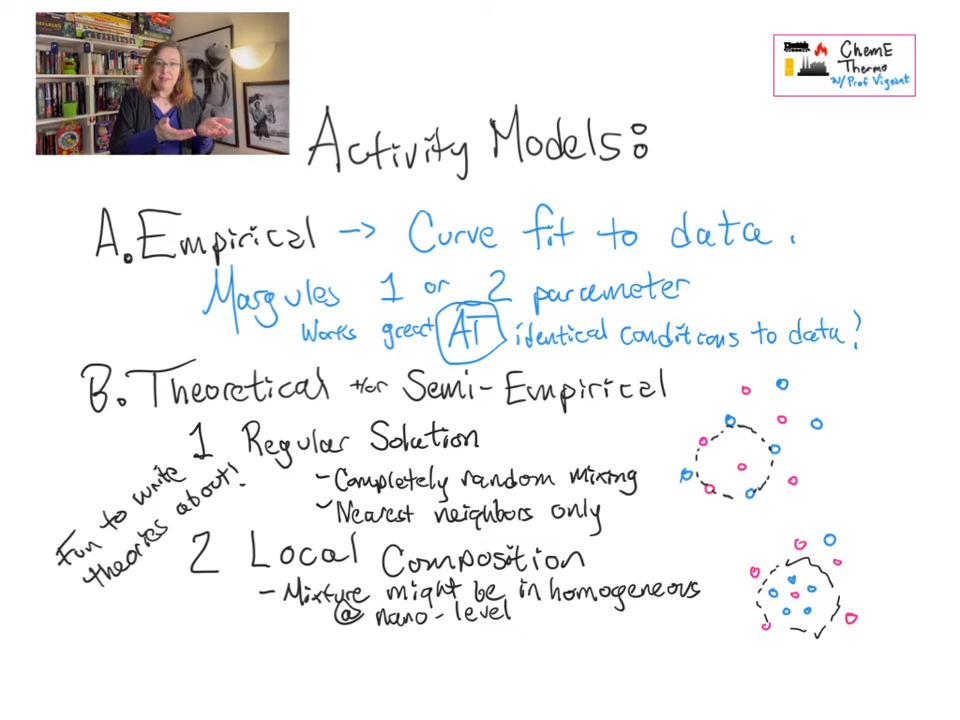 ChemE
Thermo
w/Prof Vigeant
Activity Models:
A. Empirical -> Curve fit to data.
Margules 1 or 2 parameter
Works great AT identical conditions to data!
B. Theoretical +/or Semi-Empirical
1 Regular Solution
- Completely random mixing
- Nearest neighbors only
Fun to write
theories about!
2 Local Composition
- Mixture might be in homogeneous
@ nano-level